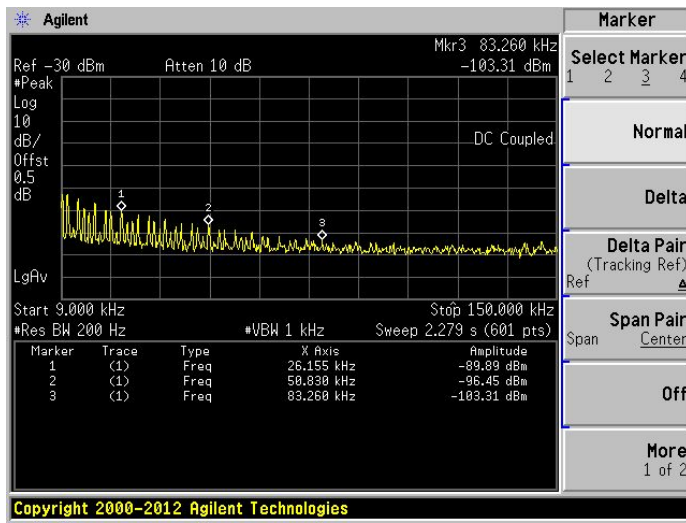 Agilent
Marker
Mkr3 83.260 kHz
Ref -30 dBm
Atten 10 dB
-103.31 dBm
Select Marker
1 2 3 4
#Peak
Log
10
dB/
Offst
0.5
dB
DC Coupled
1
2
3
Normal
Delta
Delta Pair
(Tracking Ref)
Ref Δ
LgAv
Start 9.000 kHz
Stop 150.000 kHz
#Res BW 200 Hz
#VBW 1 kHz
Sweep 2.279 s (601 pts)
Span Pair
Span Center
Marker Trace Type X Axis Amplitude
1 (1) Freq 26.155 kHz -89.89 dBm
2 (1) Freq 50.830 kHz -96.45 dBm
3 (1) Freq 83.260 kHz -103.31 dBm
Off
More
1 of 2
Copyright 2000-2012 Agilent Technologies